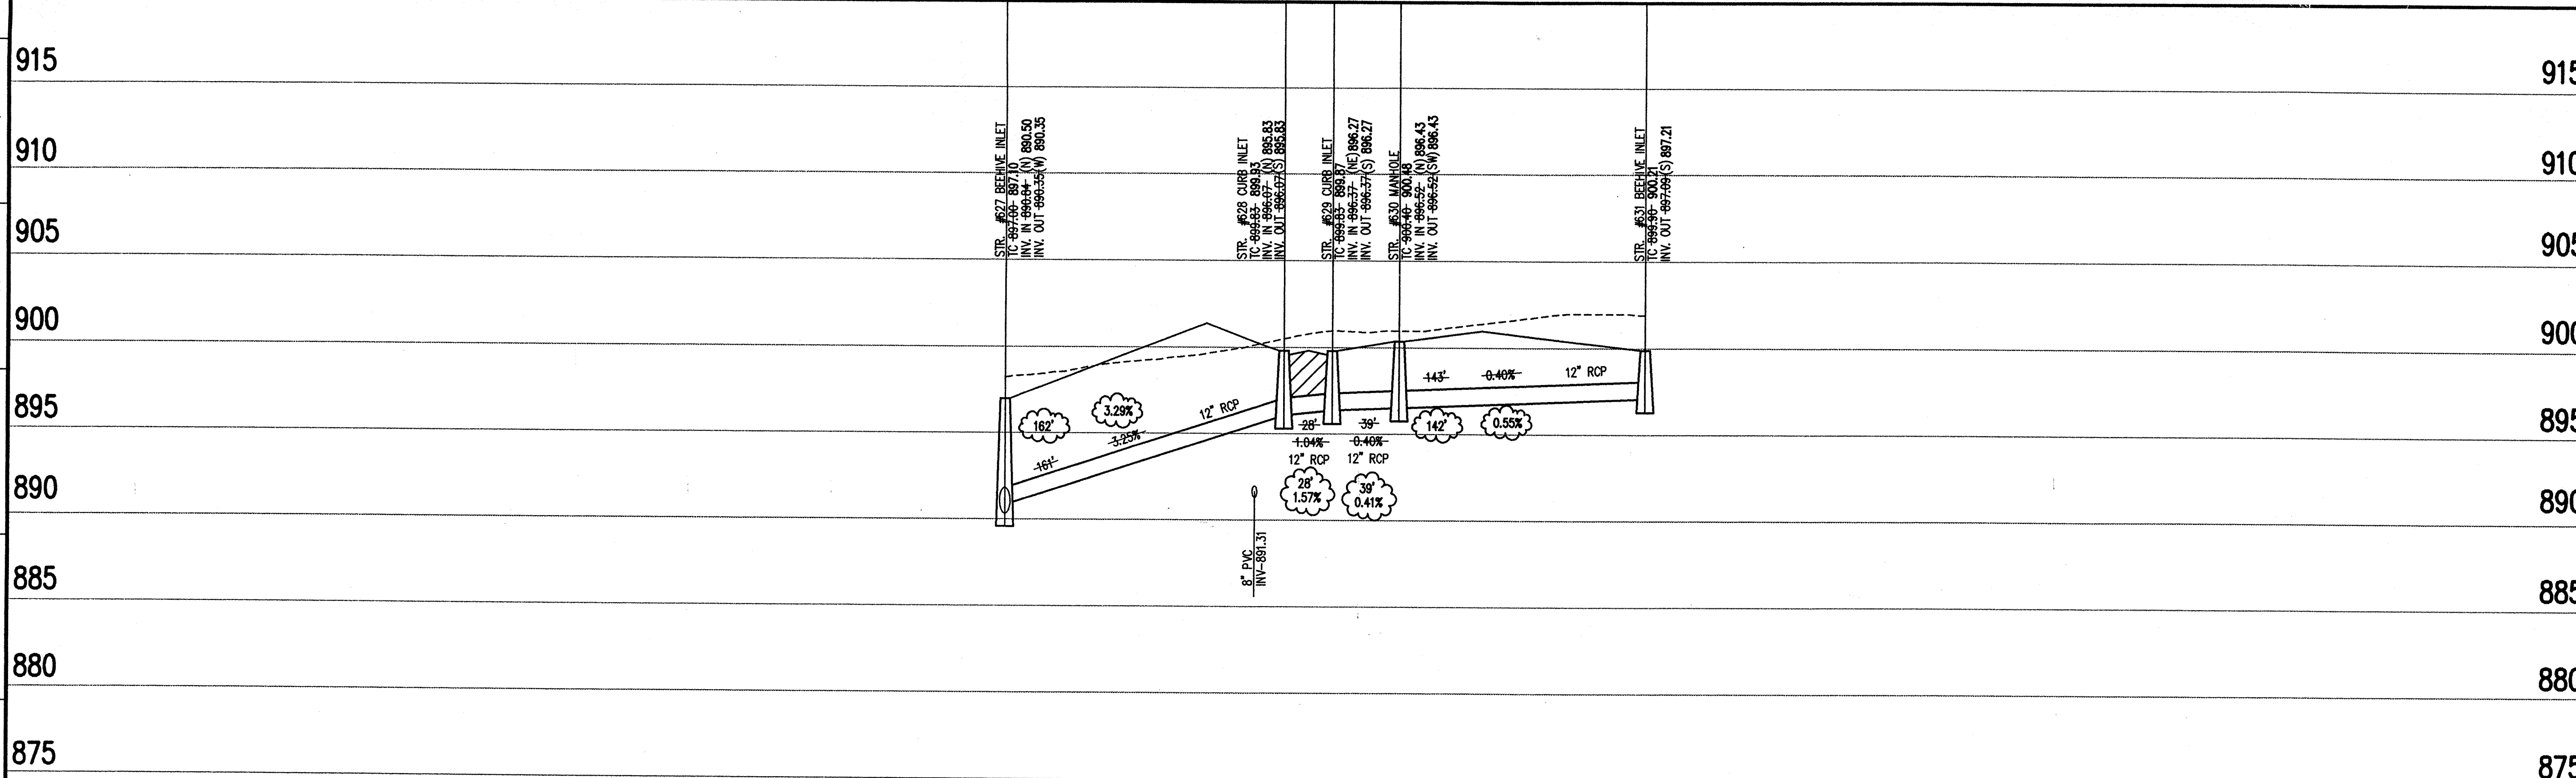 915
915
910
910
905
905
900
900
895
895
890
890
885
885
880
880
875
875
STR. #627 BEEHIVE INLET
TC 897.00 897.10
INV. IN 890.84 (N) 890.50
INV. OUT 890.35 (W) 890.35
STR. #628 CURB INLET
TC 899.83 899.93
INV. IN 896.07 (N) 895.83
INV. OUT 896.07 (S) 895.83
STR. #629 CURB INLET
TC 899.83 899.87
INV. IN 896.37 (NE) 896.27
INV. OUT 896.37 (S) 896.27
STR. #630 MANHOLE
TC 900.40 900.48
INV. IN 896.52 (N) 896.43
INV. OUT 896.52 (SW) 896.43
STR. #631 BEEHIVE INLET
TC 899.90 900.21
INV. OUT 897.09 (S) 897.21
162'
3.29%
161'
3.25%
12" RCP
28'
1.04%
12" RCP
28'
1.57%
39'
0.40%
12" RCP
39'
0.41%
143'
0.40%
12" RCP
142'
0.55%
8" PVC
INV-891.31